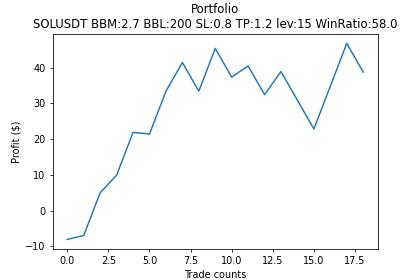 Portfolio
SOLUSDT BBM:2.7 BBL:200 SL:0.8 TP:1.2 lev:15 WinRatio:58.0
Profit ($)
40
30
20
10
0
−10
0.0 2.5 5.0 7.5 10.0 12.5 15.0 17.5
Trade counts